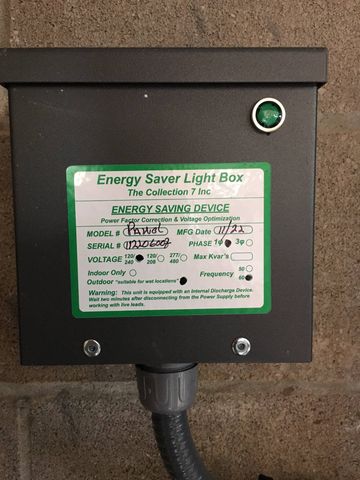 Energy Saver Light Box
The Collection 7 Inc
ENERGY SAVING DEVICE
Power Factor Correction & Voltage Optimization
MODEL # MFG Date 11/22
SERIAL # PHASE 1Φ 3Φ
VOLTAGE 120/240 120/208 277/480 Max Kvar's
Indoor Only Frequency 50
Outdoor "suitable for wet locations" 60
Warning: This unit is equipped with an Internal Discharge Device.
Wait two minutes after disconnecting from the Power Supply before
working with live leads.